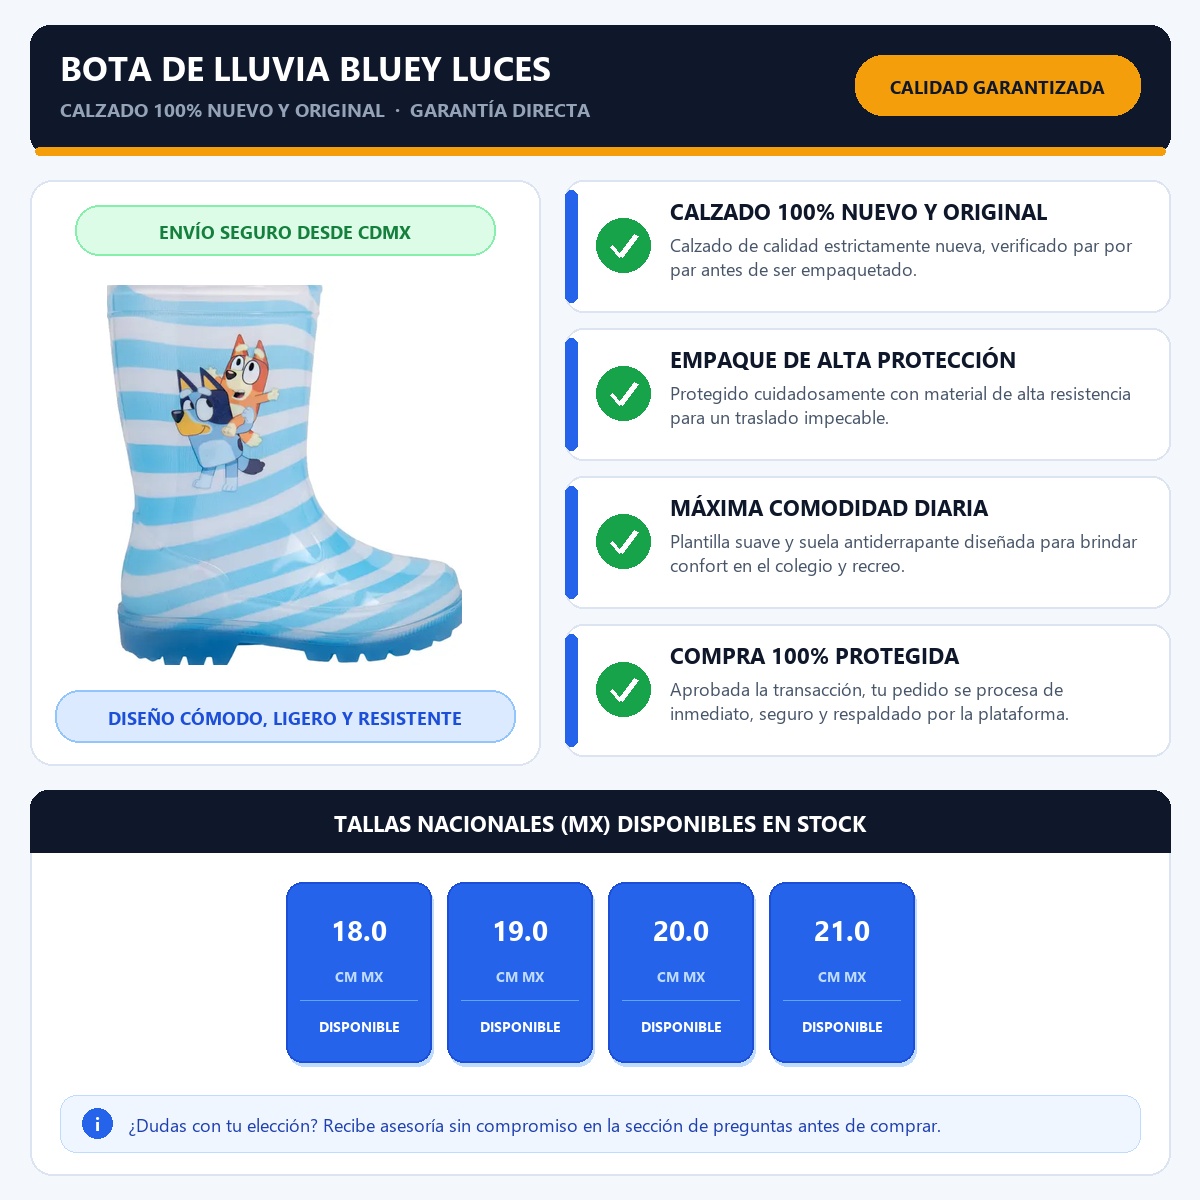 BOTA DE LLUVIA BLUEY LUCES
CALZADO 100% NUEVO Y ORIGINAL · GARANTÍA DIRECTA
CALIDAD GARANTIZADA
ENVÍO SEGURO DESDE CDMX
DISEÑO CÓMODO, LIGERO Y RESISTENTE
CALZADO 100% NUEVO Y ORIGINAL
Calzado de calidad estrictamente nueva, verificado par por
par antes de ser empaquetado.
EMPAQUE DE ALTA PROTECCIÓN
Protegido cuidadosamente con material de alta resistencia
para un traslado impecable.
MÁXIMA COMODIDAD DIARIA
Plantilla suave y suela antiderrapante diseñada para brindar
confort en el colegio y recreo.
COMPRA 100% PROTEGIDA
Aprobada la transacción, tu pedido se procesa de
inmediato, seguro y respaldado por la plataforma.
TALLAS NACIONALES (MX) DISPONIBLES EN STOCK
18.0
CM MX
DISPONIBLE
19.0
CM MX
DISPONIBLE
20.0
CM MX
DISPONIBLE
21.0
CM MX
DISPONIBLE
¿Dudas con tu elección? Recibe asesoría sin compromiso en la sección de preguntas antes de comprar.